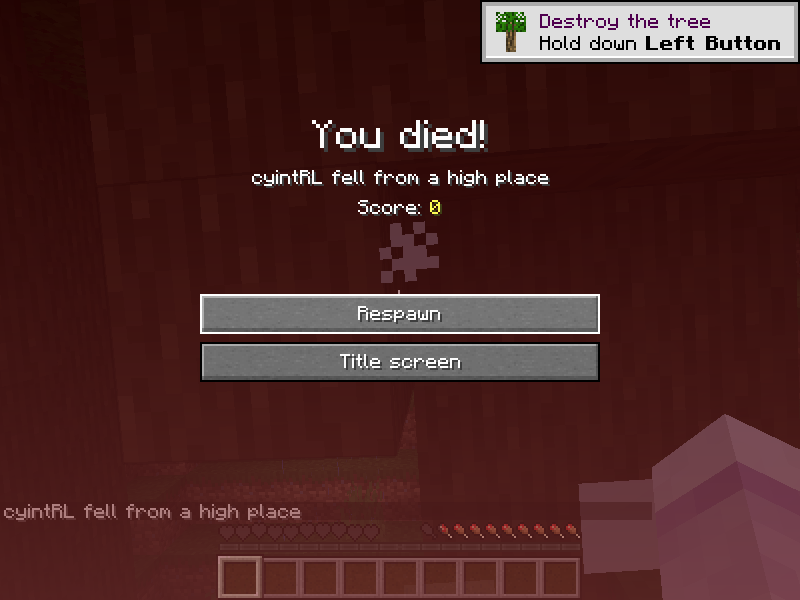 Destroy the tree
Hold down Left Button
You died!
cyintRL fell from a high place
Score: 0
Respawn
Title screen
cyintRL fell from a high place